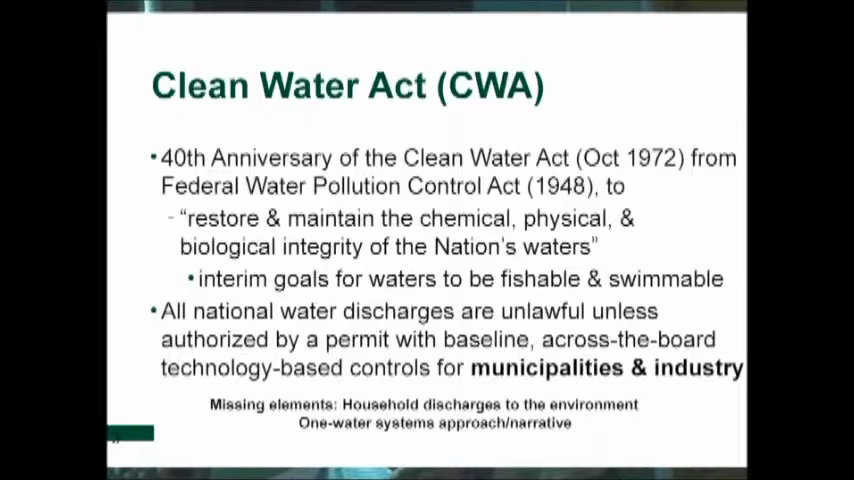 Clean Water Act (CWA)
•40th Anniversary of the Clean Water Act (Oct 1972) from
Federal Water Pollution Control Act (1948), to
- “restore & maintain the chemical, physical, &
biological integrity of the Nation’s waters”
•interim goals for waters to be fishable & swimmable
•All national water discharges are unlawful unless
authorized by a permit with baseline, across-the-board
technology-based controls for municipalities & industry
Missing elements: Household discharges to the environment
One-water systems approach/narrative